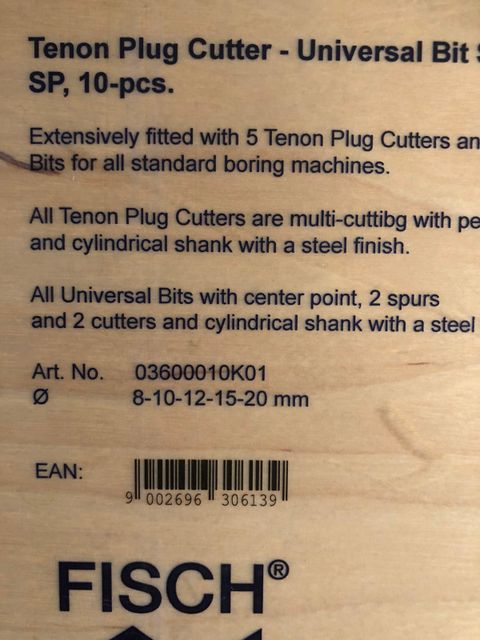 Tenon Plug Cutter - Universal Bit S
SP, 10-pcs.
Extensively fitted with 5 Tenon Plug Cutters an
Bits for all standard boring machines.
All Tenon Plug Cutters are multi-cuttibg with pe
and cylindrical shank with a steel finish.
All Universal Bits with center point, 2 spurs
and 2 cutters and cylindrical shank with a steel
Art. No. 03600010K01
Ø 8-10-12-15-20 mm
EAN:
9 002696 306139
FISCH®